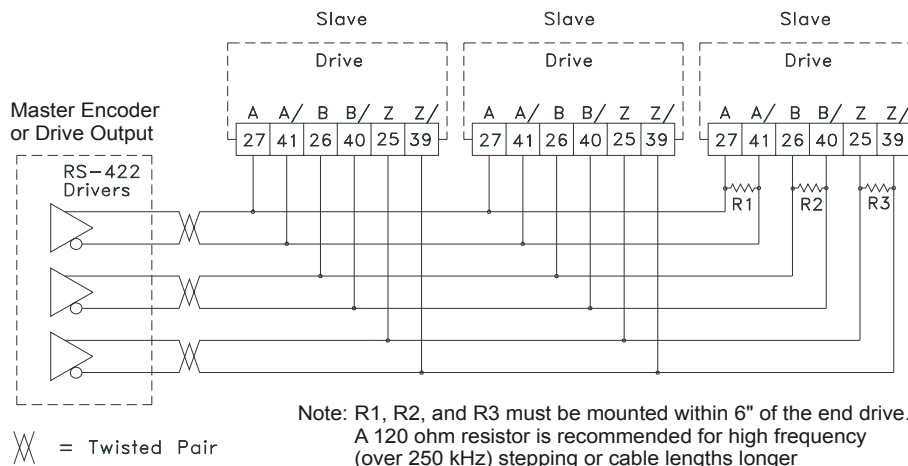 Slave Slave Slave
Drive Drive Drive
Master Encoder
or Drive Output
A A/ B B/ Z Z/ A A/ B B/ Z Z/ A A/ B B/ Z Z/
27 41 26 40 25 39 27 41 26 40 25 39 27 41 26 40 25 39
RS-422
Drivers
R1 R2 R3
Note: R1, R2, and R3 must be mounted within 6" of the end drive.
A 120 ohm resistor is recommended for high frequency
(over 250 kHz) stepping or cable lengths longer
= Twisted Pair